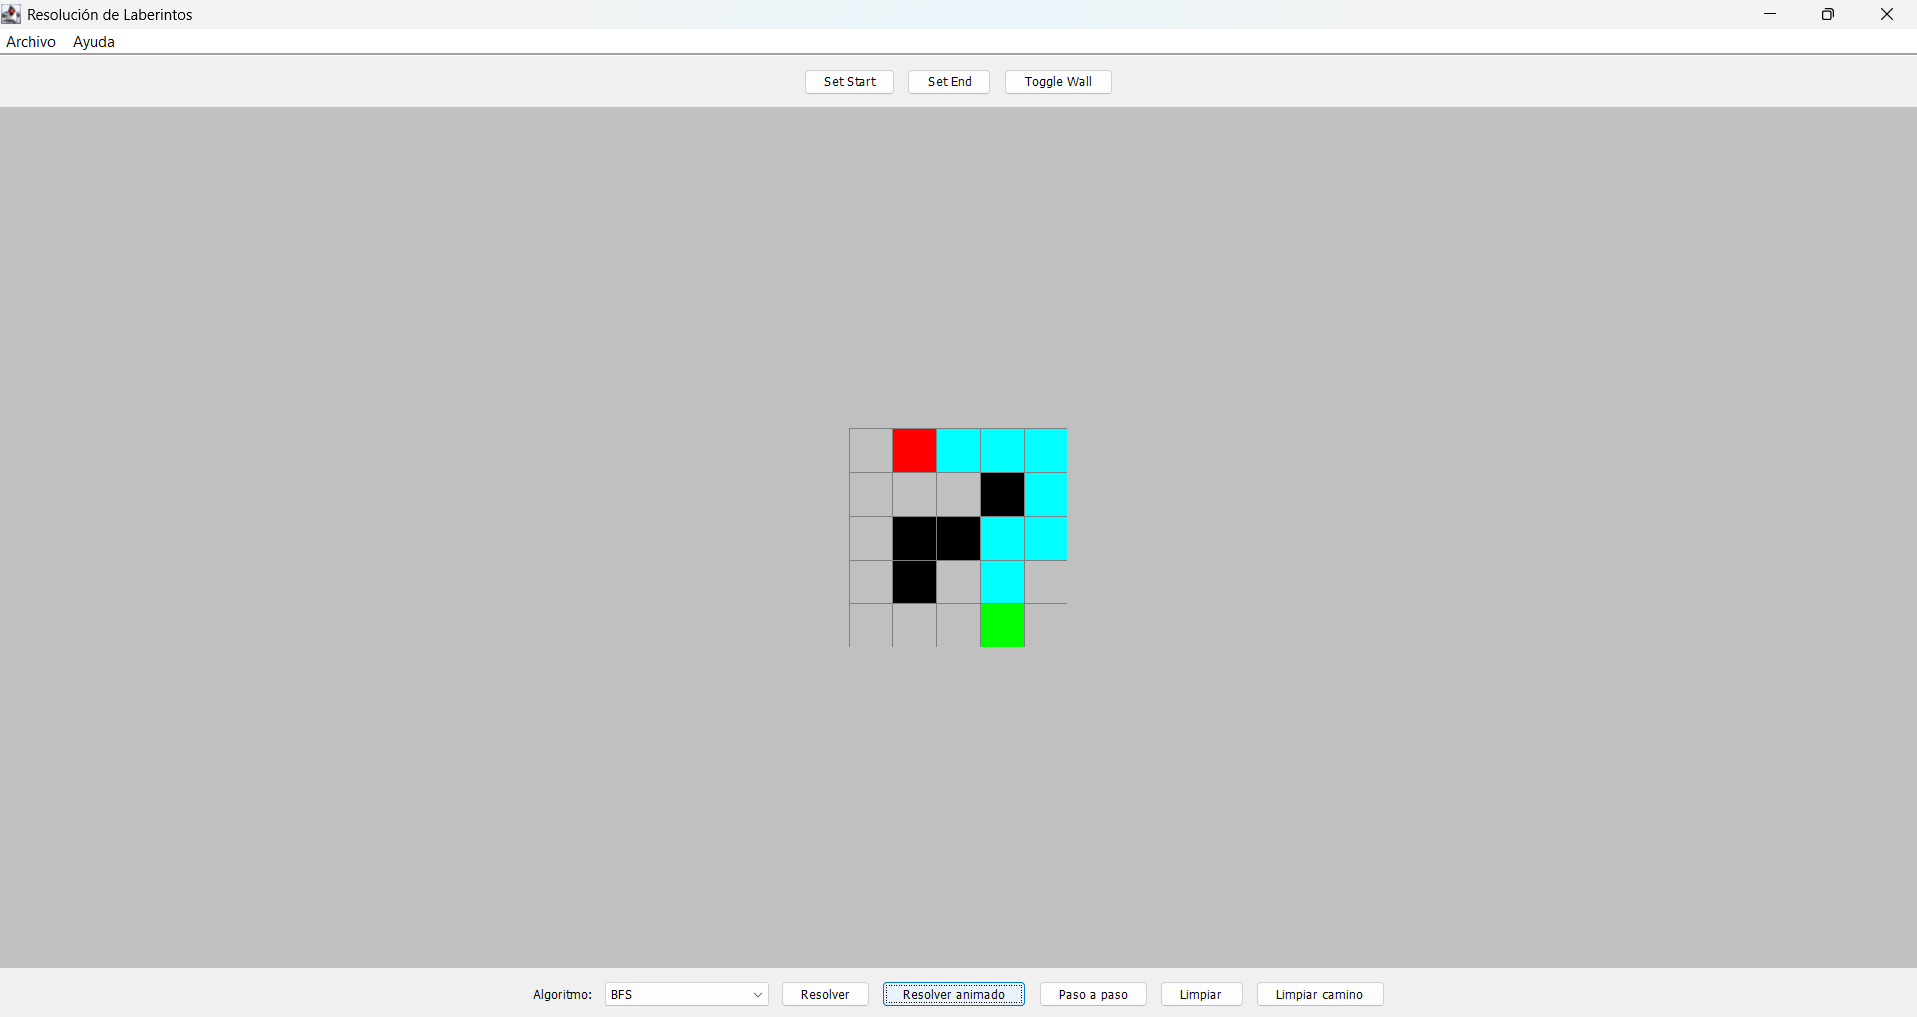 Resolución de Laberintos
Archivo Ayuda
Set Start Set End Toggle Wall
Algoritmo: BFS Resolver Resolver animado Paso a paso Limpiar Limpiar camino